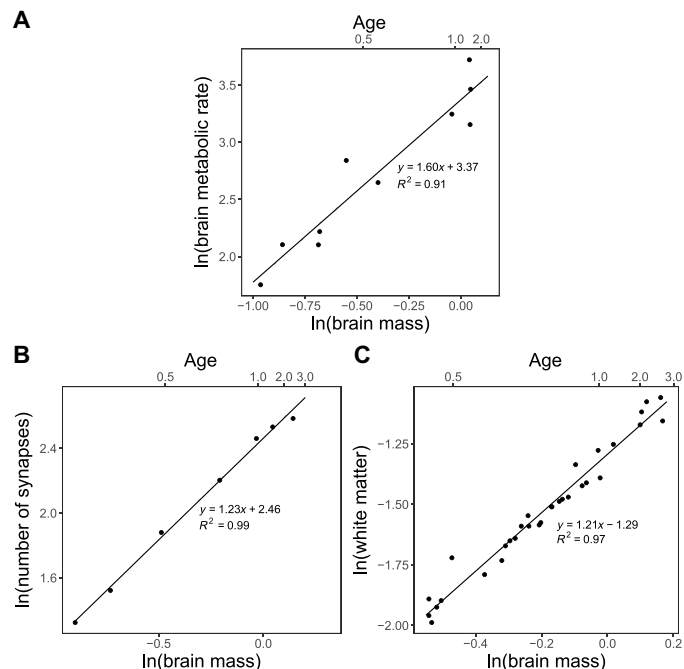 A
Age
0.5 1.0 2.0
ln(brain metabolic rate)
3.5
3.0
2.5
2.0
y = 1.60x + 3.37
R² = 0.91
−1.00 −0.75 −0.50 −0.25 0.00
ln(brain mass)
B
Age
0.5 1.0 2.0 3.0
ln(number of synapses)
2.4
2.0
1.6
y = 1.23x + 2.46
R² = 0.99
−0.5 0.0
ln(brain mass)
C
Age
0.5 1.0 2.0 3.0
ln(white matter)
−1.25
−1.50
−1.75
−2.00
y = 1.21x − 1.29
R² = 0.97
−0.4 −0.2 0.0 0.2
ln(brain mass)